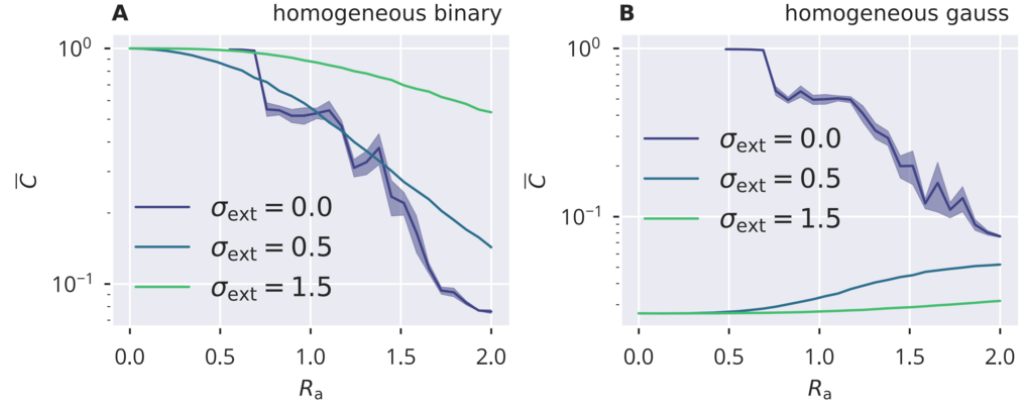 A homogeneous binary
10⁰
10⁻¹
C̅
σext = 0.0
σext = 0.5
σext = 1.5
0.0 0.5 1.0 1.5 2.0
Ra
B homogeneous gauss
10⁰
10⁻¹
C̅
σext = 0.0
σext = 0.5
σext = 1.5
0.0 0.5 1.0 1.5 2.0
Ra